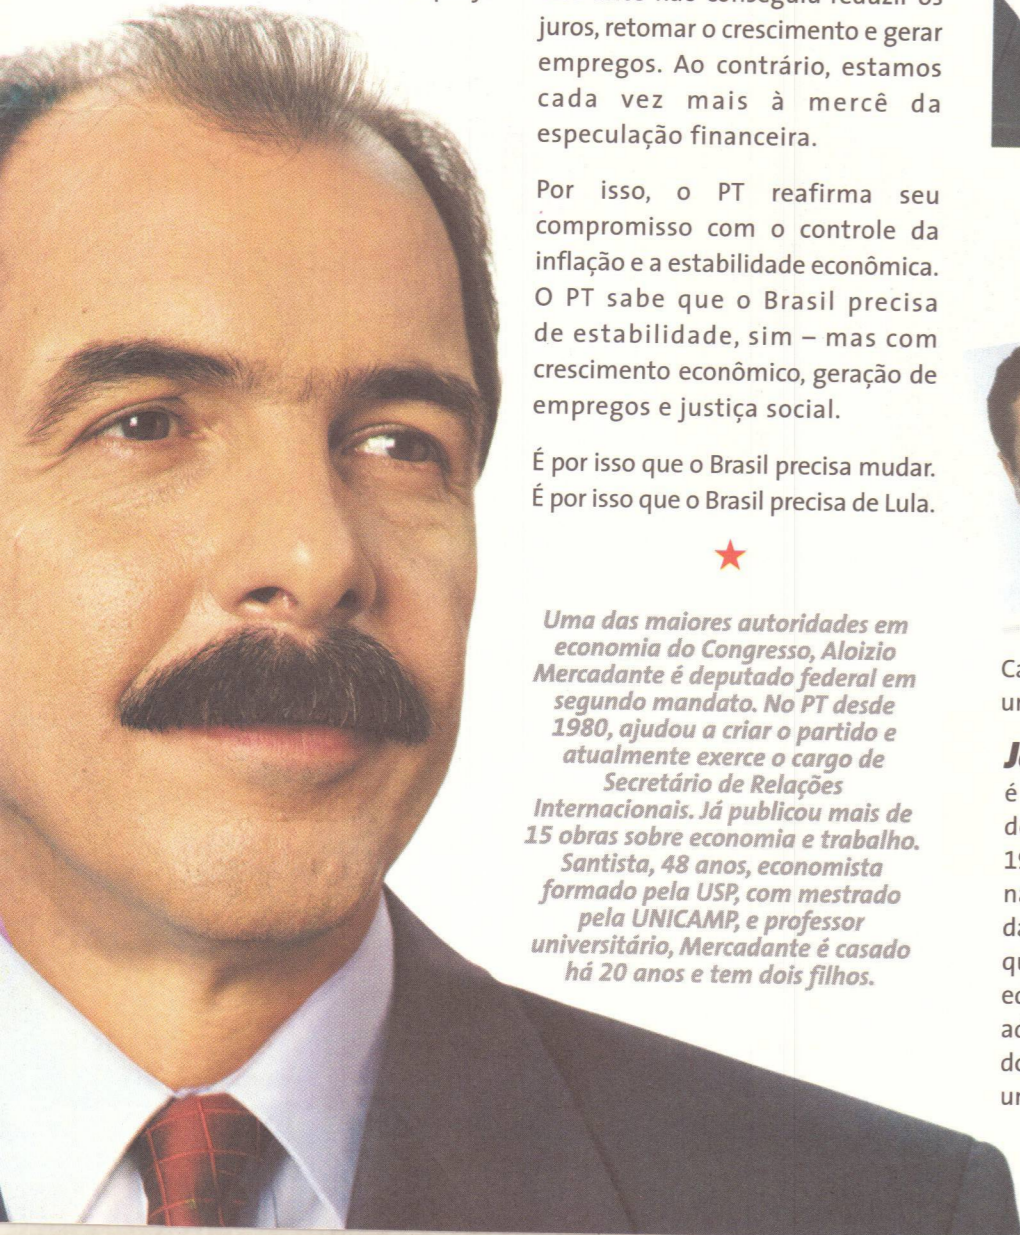 não conseguiu reduzir os
juros, retomar o crescimento e gerar
empregos. Ao contrário, estamos
cada vez mais à mercê da
especulação financeira.
Por isso, o PT reafirma seu
compromisso com o controle da
inflação e a estabilidade econômica.
O PT sabe que o Brasil precisa
de estabilidade, sim – mas com
crescimento econômico, geração de
empregos e justiça social.
É por isso que o Brasil precisa mudar.
É por isso que o Brasil precisa de Lula.
Uma das maiores autoridades em
economia do Congresso, Aloizio
Mercadante é deputado federal em
segundo mandato. No PT desde
1980, ajudou a criar o partido e
atualmente exerce o cargo de
Secretário de Relações
Internacionais. Já publicou mais de
15 obras sobre economia e trabalho.
Santista, 48 anos, economista
formado pela USP, com mestrado
pela UNICAMP, e professor
universitário, Mercadante é casado
há 20 anos e tem dois filhos.
é